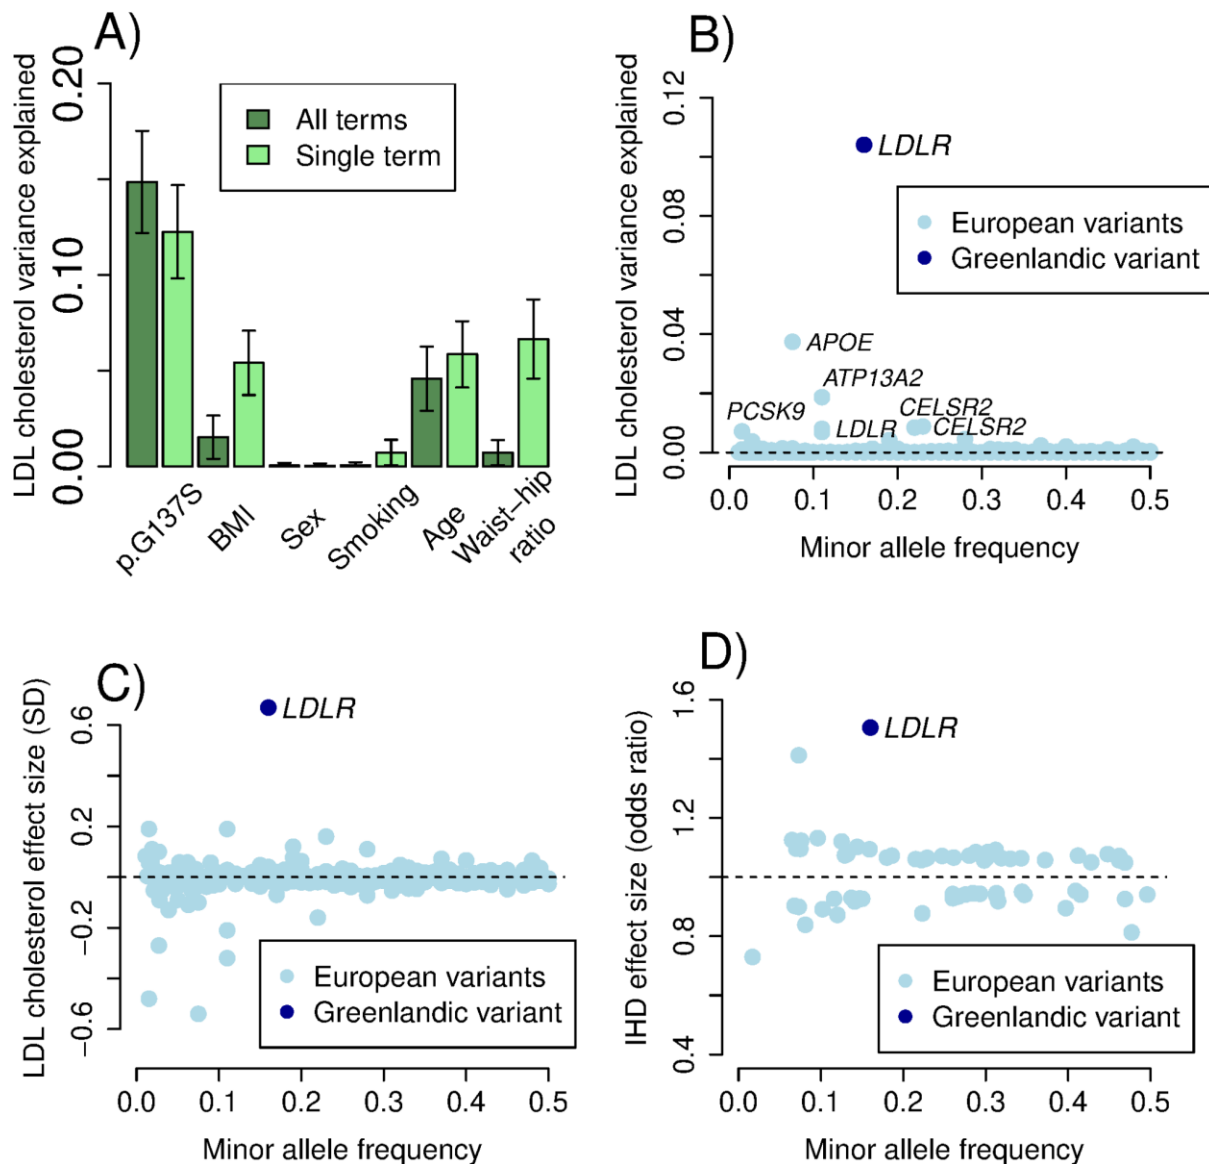 A)
LDL cholesterol variance explained
0.20
0.10
0.00
All terms
Single term
p.G137S
BMI
Sex
Smoking
Age
Waist-hip
ratio
B)
LDL cholesterol variance explained
0.12
0.08
0.04
0.00
LDLR
European variants
Greenlandic variant
APOE
ATP13A2
PCSK9
CELSR2
LDLR
CELSR2
0.0 0.1 0.2 0.3 0.4 0.5
Minor allele frequency
C)
LDL cholesterol effect size (SD)
0.6
0.2
−0.2
−0.6
LDLR
European variants
Greenlandic variant
0.0 0.1 0.2 0.3 0.4 0.5
Minor allele frequency
D)
IHD effect size (odds ratio)
1.6
1.2
0.8
0.4
LDLR
European variants
Greenlandic variant
0.0 0.1 0.2 0.3 0.4 0.5
Minor allele frequency